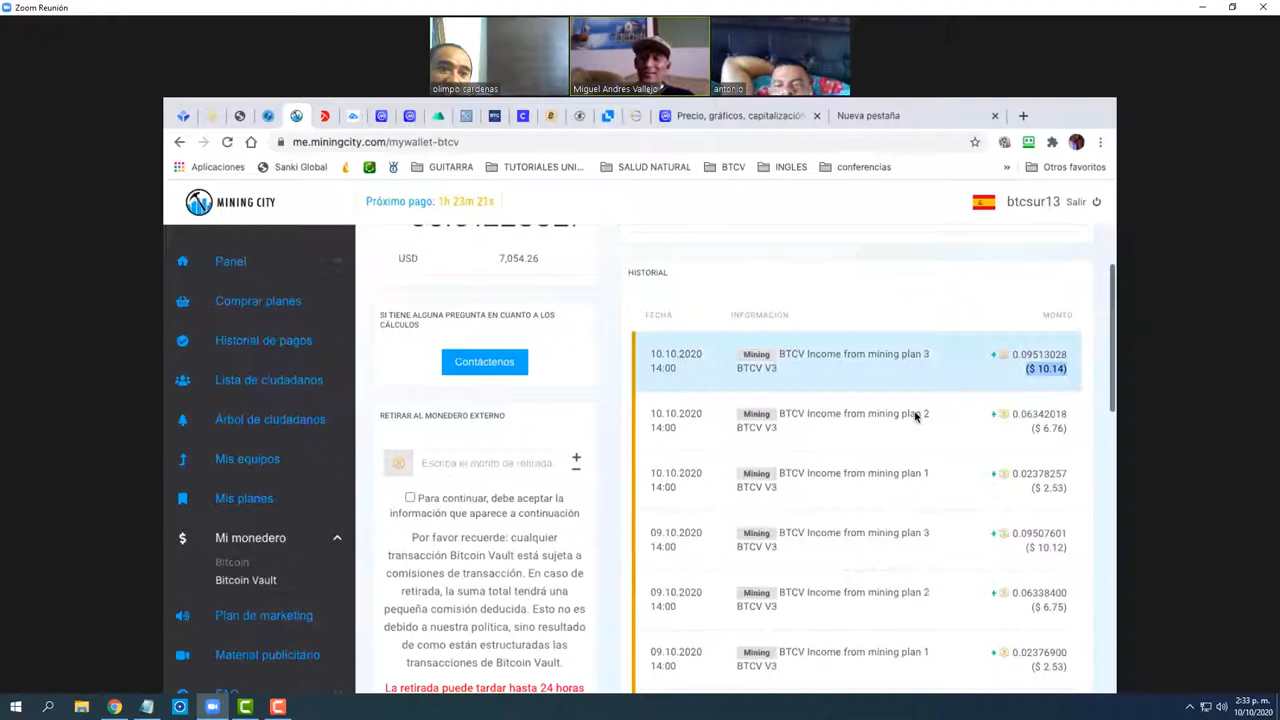 Zoom Reunión
olimpo cardenas
Miguel Andres Vallejo
antonio
Precio, gráficos, capitalización
Nueva pestaña
me.miningcity.com/mywallet-btcv
Aplicaciones
Sanki Global
GUITARRA
TUTORIALES UNI...
SALUD NATURAL
BTCV
INGLES
conferencias
»
Otros favoritos
MINING CITY
Próximo pago: 1h 23m 21s
btcsur13
Salir
Panel
Comprar planes
Historial de pagos
Lista de ciudadanos
Árbol de ciudadanos
Mis equipos
Mis planes
Mi monedero
Bitcoin
Bitcoin Vault
Plan de marketing
Material publicitario
FAQ
USD 7,054.26
SI TIENE ALGUNA PREGUNTA EN CUANTO A LOS
CÁLCULOS
Contáctenos
RETIRAR AL MONEDERO EXTERNO
Escriba el monto de retirada
Para continuar, debe aceptar la
información que aparece a continuación
Por favor recuerde: cualquier
transacción Bitcoin Vault está sujeta a
comisiones de transacción. En caso de
retirada, la suma total tendrá una
pequeña comisión deducida. Esto no es
debido a nuestra política, sino resultado
de como están estructuradas las
transacciones de Bitcoin Vault.
La retirada puede tardar hasta 24 horas
HISTORIAL
FECHA INFORMACION MONTO
10.10.2020 Mining BTCV Income from mining plan 3 + 0.09513028
14:00 BTCV V3 ($ 10.14)
10.10.2020 Mining BTCV Income from mining plan 2 + 0.06342018
14:00 BTCV V3 ($ 6.76)
10.10.2020 Mining BTCV Income from mining plan 1 + 0.02378257
14:00 BTCV V3 ($ 2.53)
09.10.2020 Mining BTCV Income from mining plan 3 + 0.09507601
14:00 BTCV V3 ($ 10.12)
09.10.2020 Mining BTCV Income from mining plan 2 + 0.06338400
14:00 BTCV V3 ($ 6.75)
09.10.2020 Mining BTCV Income from mining plan 1 + 0.02376900
14:00 BTCV V3 ($ 2.53)
2:33 p. m.
10/10/2020